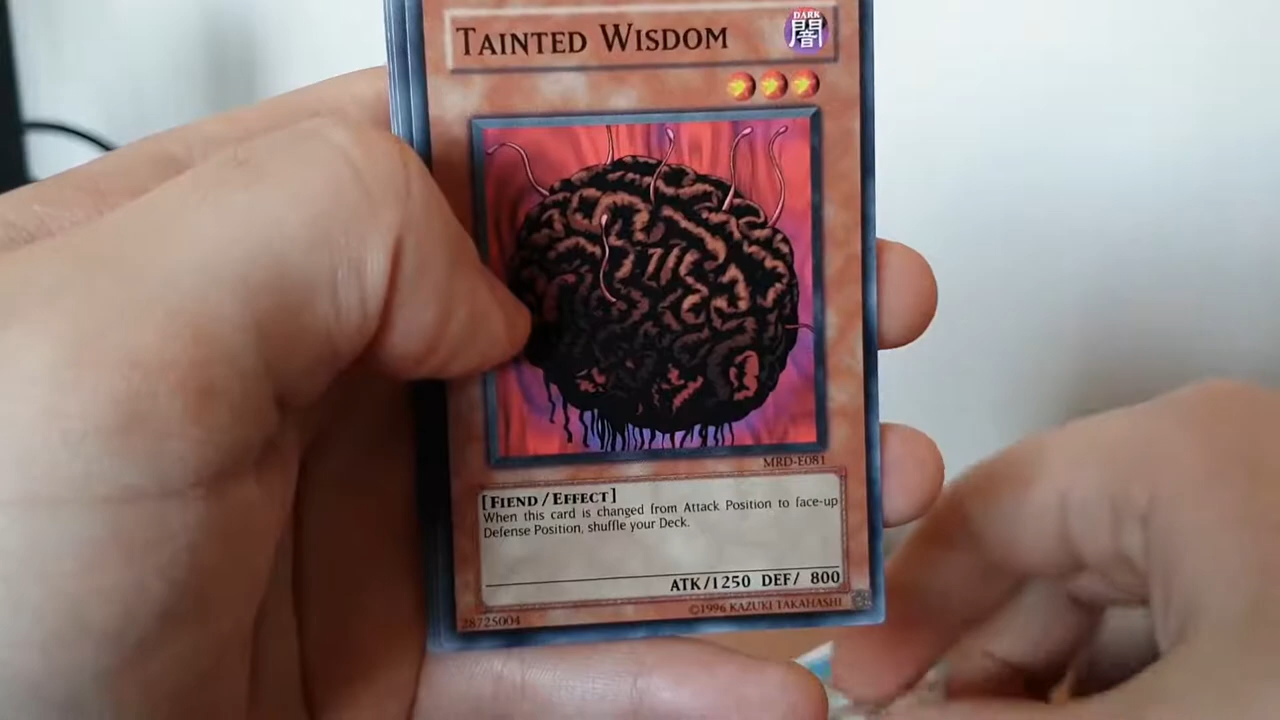 TAINTED WISDOM
DARK
闇
MRD-E081
[FIEND/EFFECT]
When this card is changed from Attack Position to face-up
Defense Position, shuffle your Deck.
ATK/1250 DEF/ 800
28725004
©1996 KAZUKI TAKAHASHI